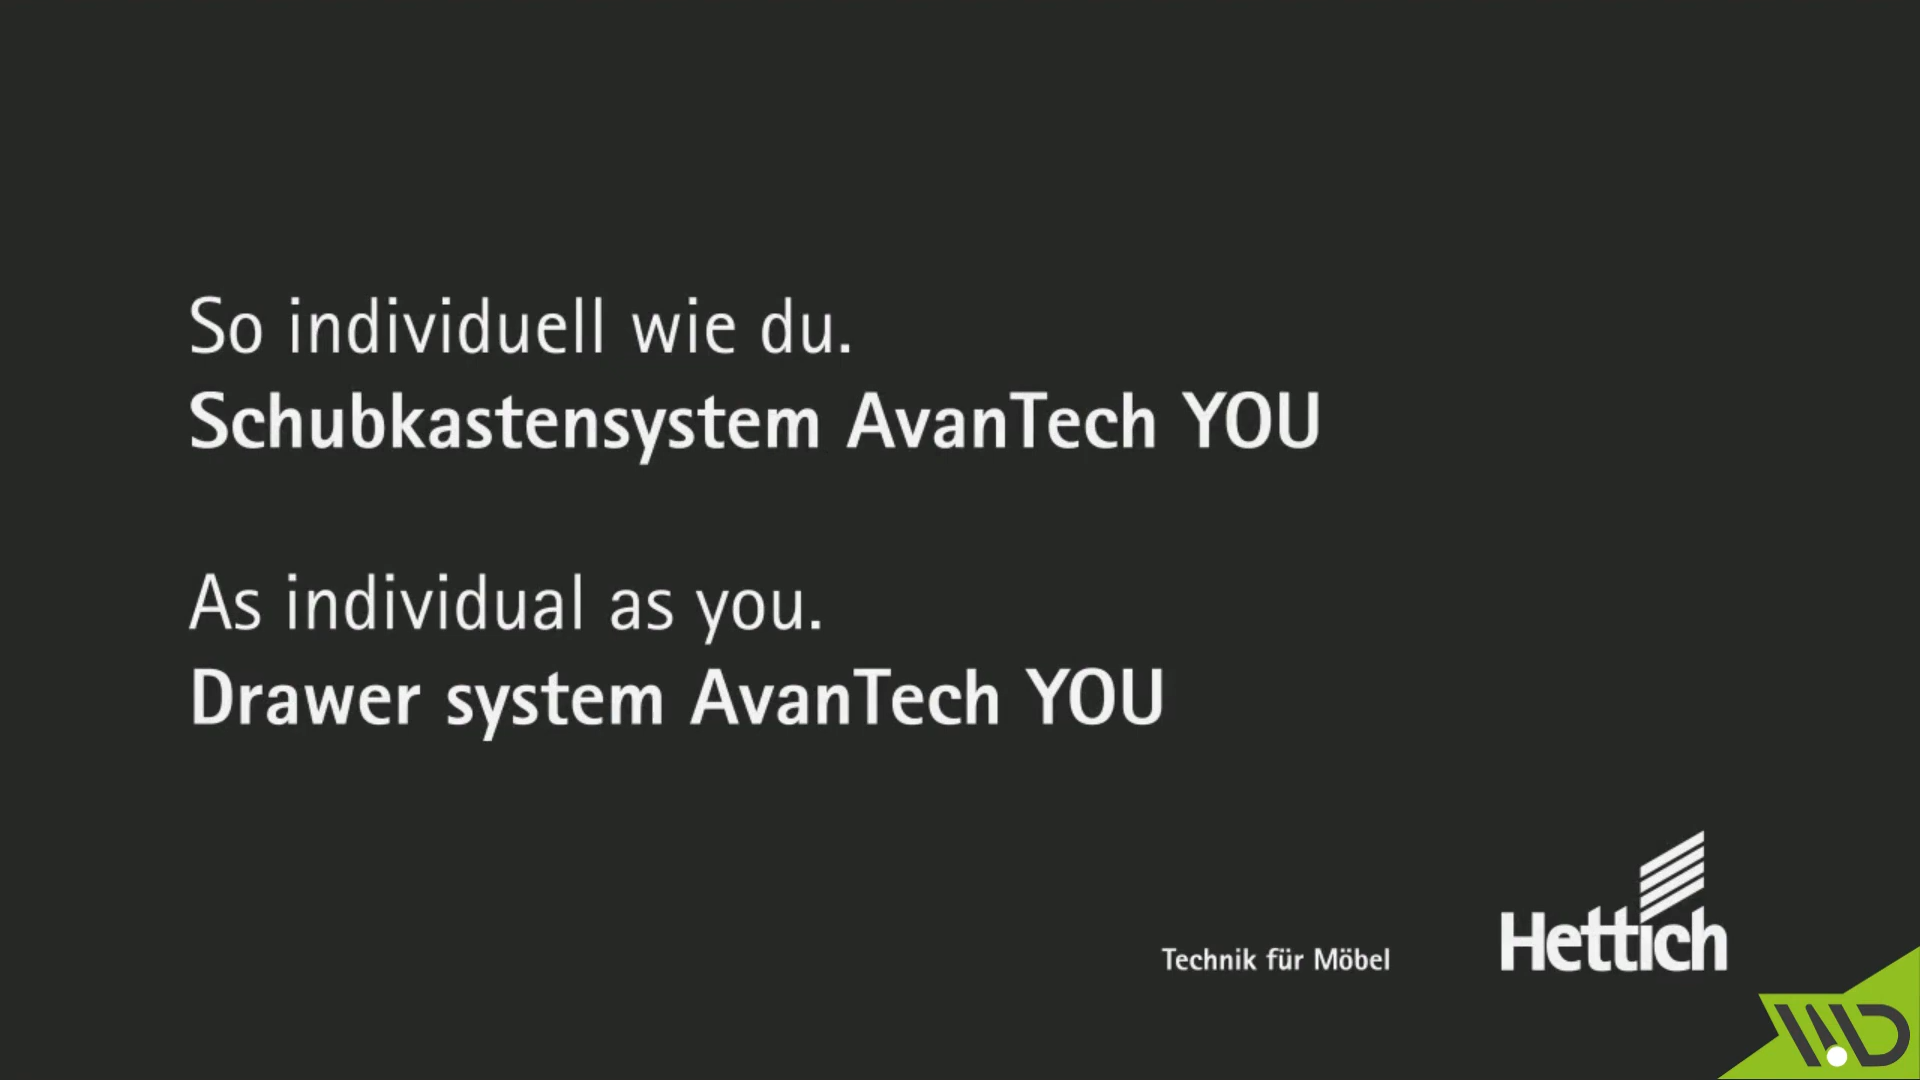 So individuell wie du.
Schubkastensystem AvanTech YOU
As individual as you.
Drawer system AvanTech YOU
Technik für Möbel
Hettich